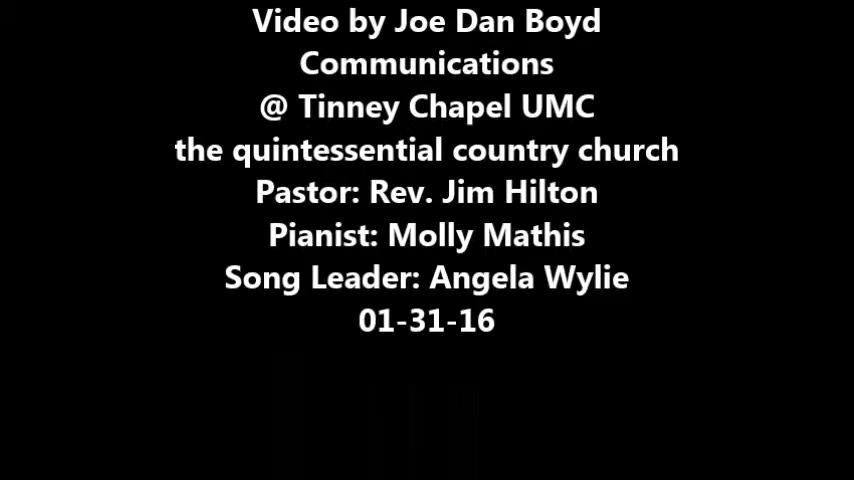 Video by Joe Dan Boyd
Communications
@ Tinney Chapel UMC
the quintessential country church
Pastor: Rev. Jim Hilton
Pianist: Molly Mathis
Song Leader: Angela Wylie
01-31-16